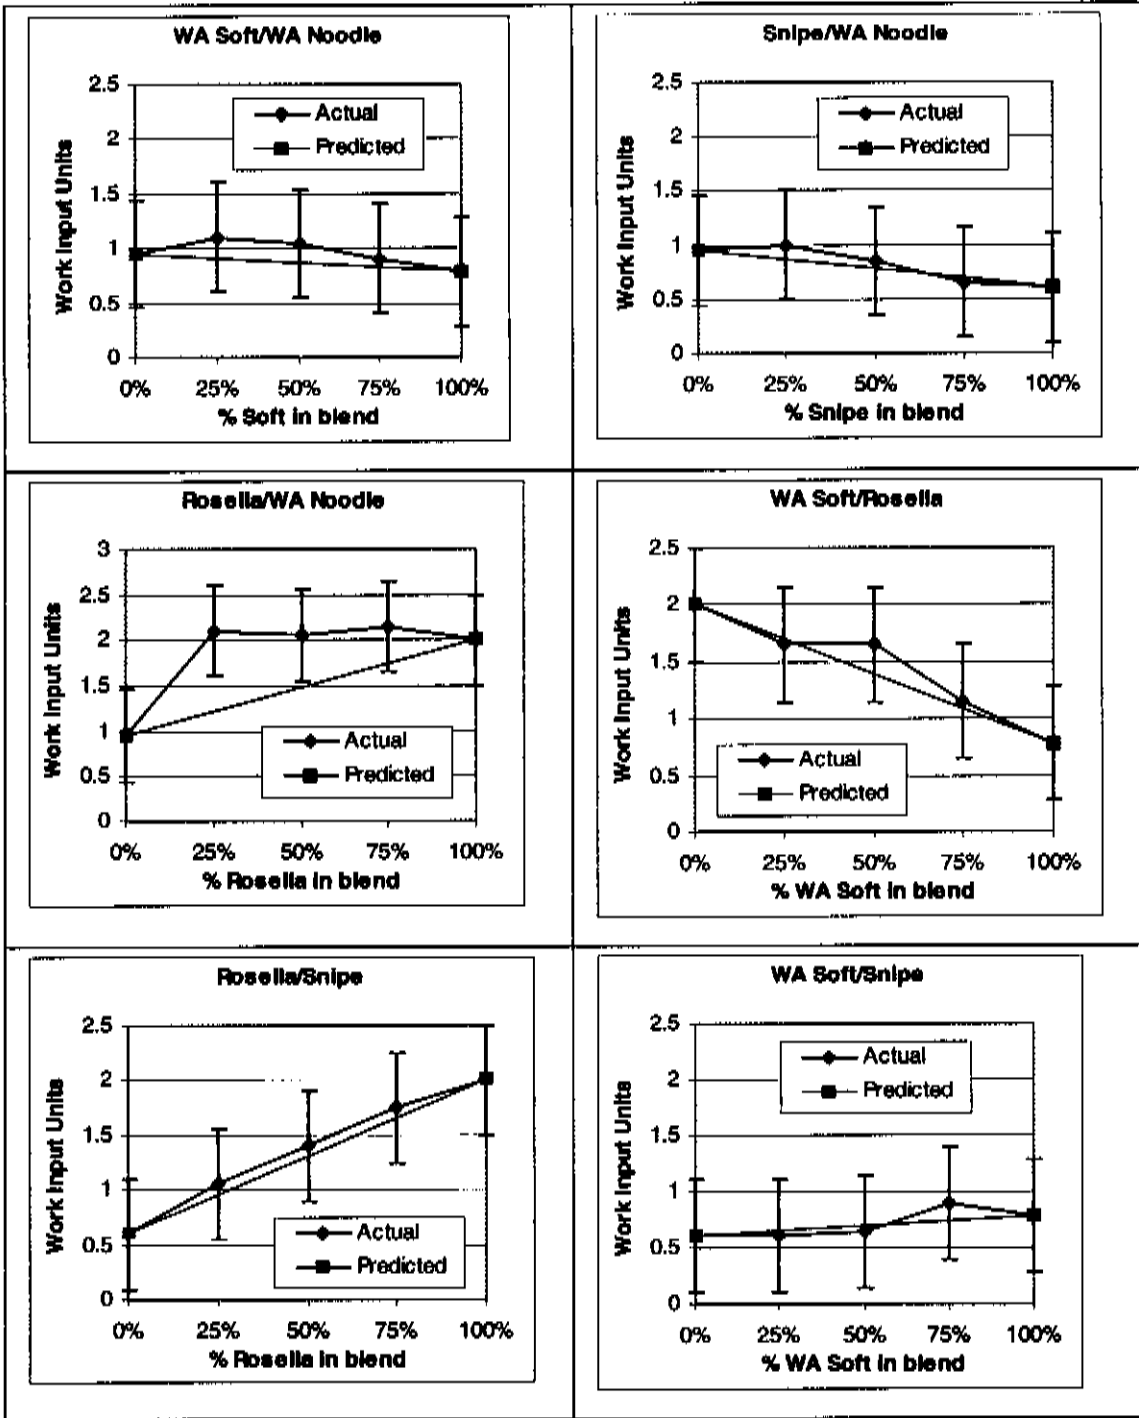 WA Soft/WA Noodle
2.5
2
1.5
1
0.5
0
Work Input Units
Actual
Predicted
0% 25% 50% 75% 100%
% Soft in blend
Snipe/WA Noodle
2.5
2
1.5
1
0.5
0
Work Input Units
Actual
Predicted
0% 25% 50% 75% 100%
% Snipe in blend
Rosella/WA Noodle
3
2.5
2
1.5
1
0.5
0
Work Input Units
Actual
Predicted
0% 25% 50% 75% 100%
% Rosella in blend
WA Soft/Rosella
2.5
2
1.5
1
0.5
0
Work Input Units
Actual
Predicted
0% 25% 50% 75% 100%
% WA Soft in blend
Rosella/Snipe
2.5
2
1.5
1
0.5
0
Work Input Units
Actual
Predicted
0% 25% 50% 75% 100%
% Rosella in blend
WA Soft/Snipe
2.5
2
1.5
1
0.5
0
Work Input Units
Actual
Predicted
0% 25% 50% 75% 100%
% WA Soft in blend